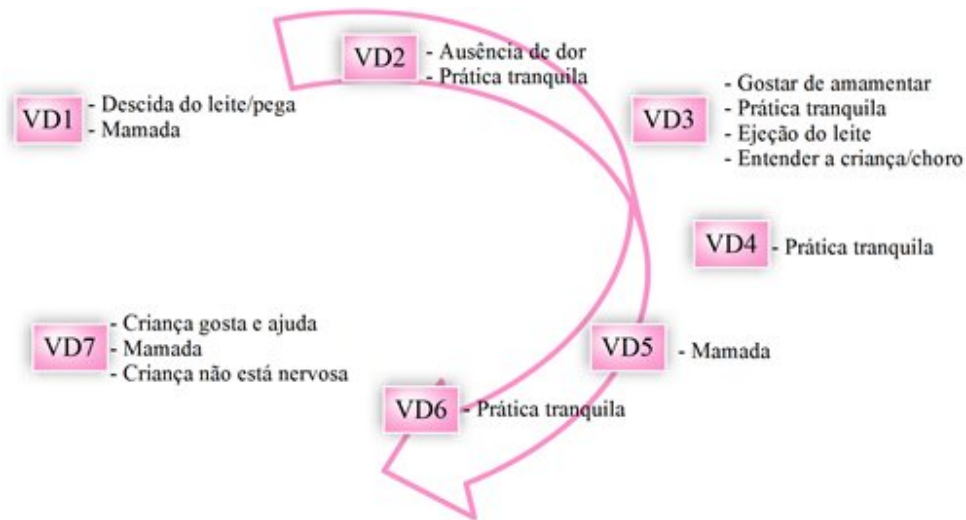 VD1
- Descida do leite/pega
- Mamada
VD2
- Ausência de dor
- Prática tranquila
VD3
- Gostar de amamentar
- Prática tranquila
- Ejeção do leite
- Entender a criança/choro
VD4
- Prática tranquila
VD5
- Mamada
VD6
- Prática tranquila
VD7
- Criança gosta e ajuda
- Mamada
- Criança não está nervosa